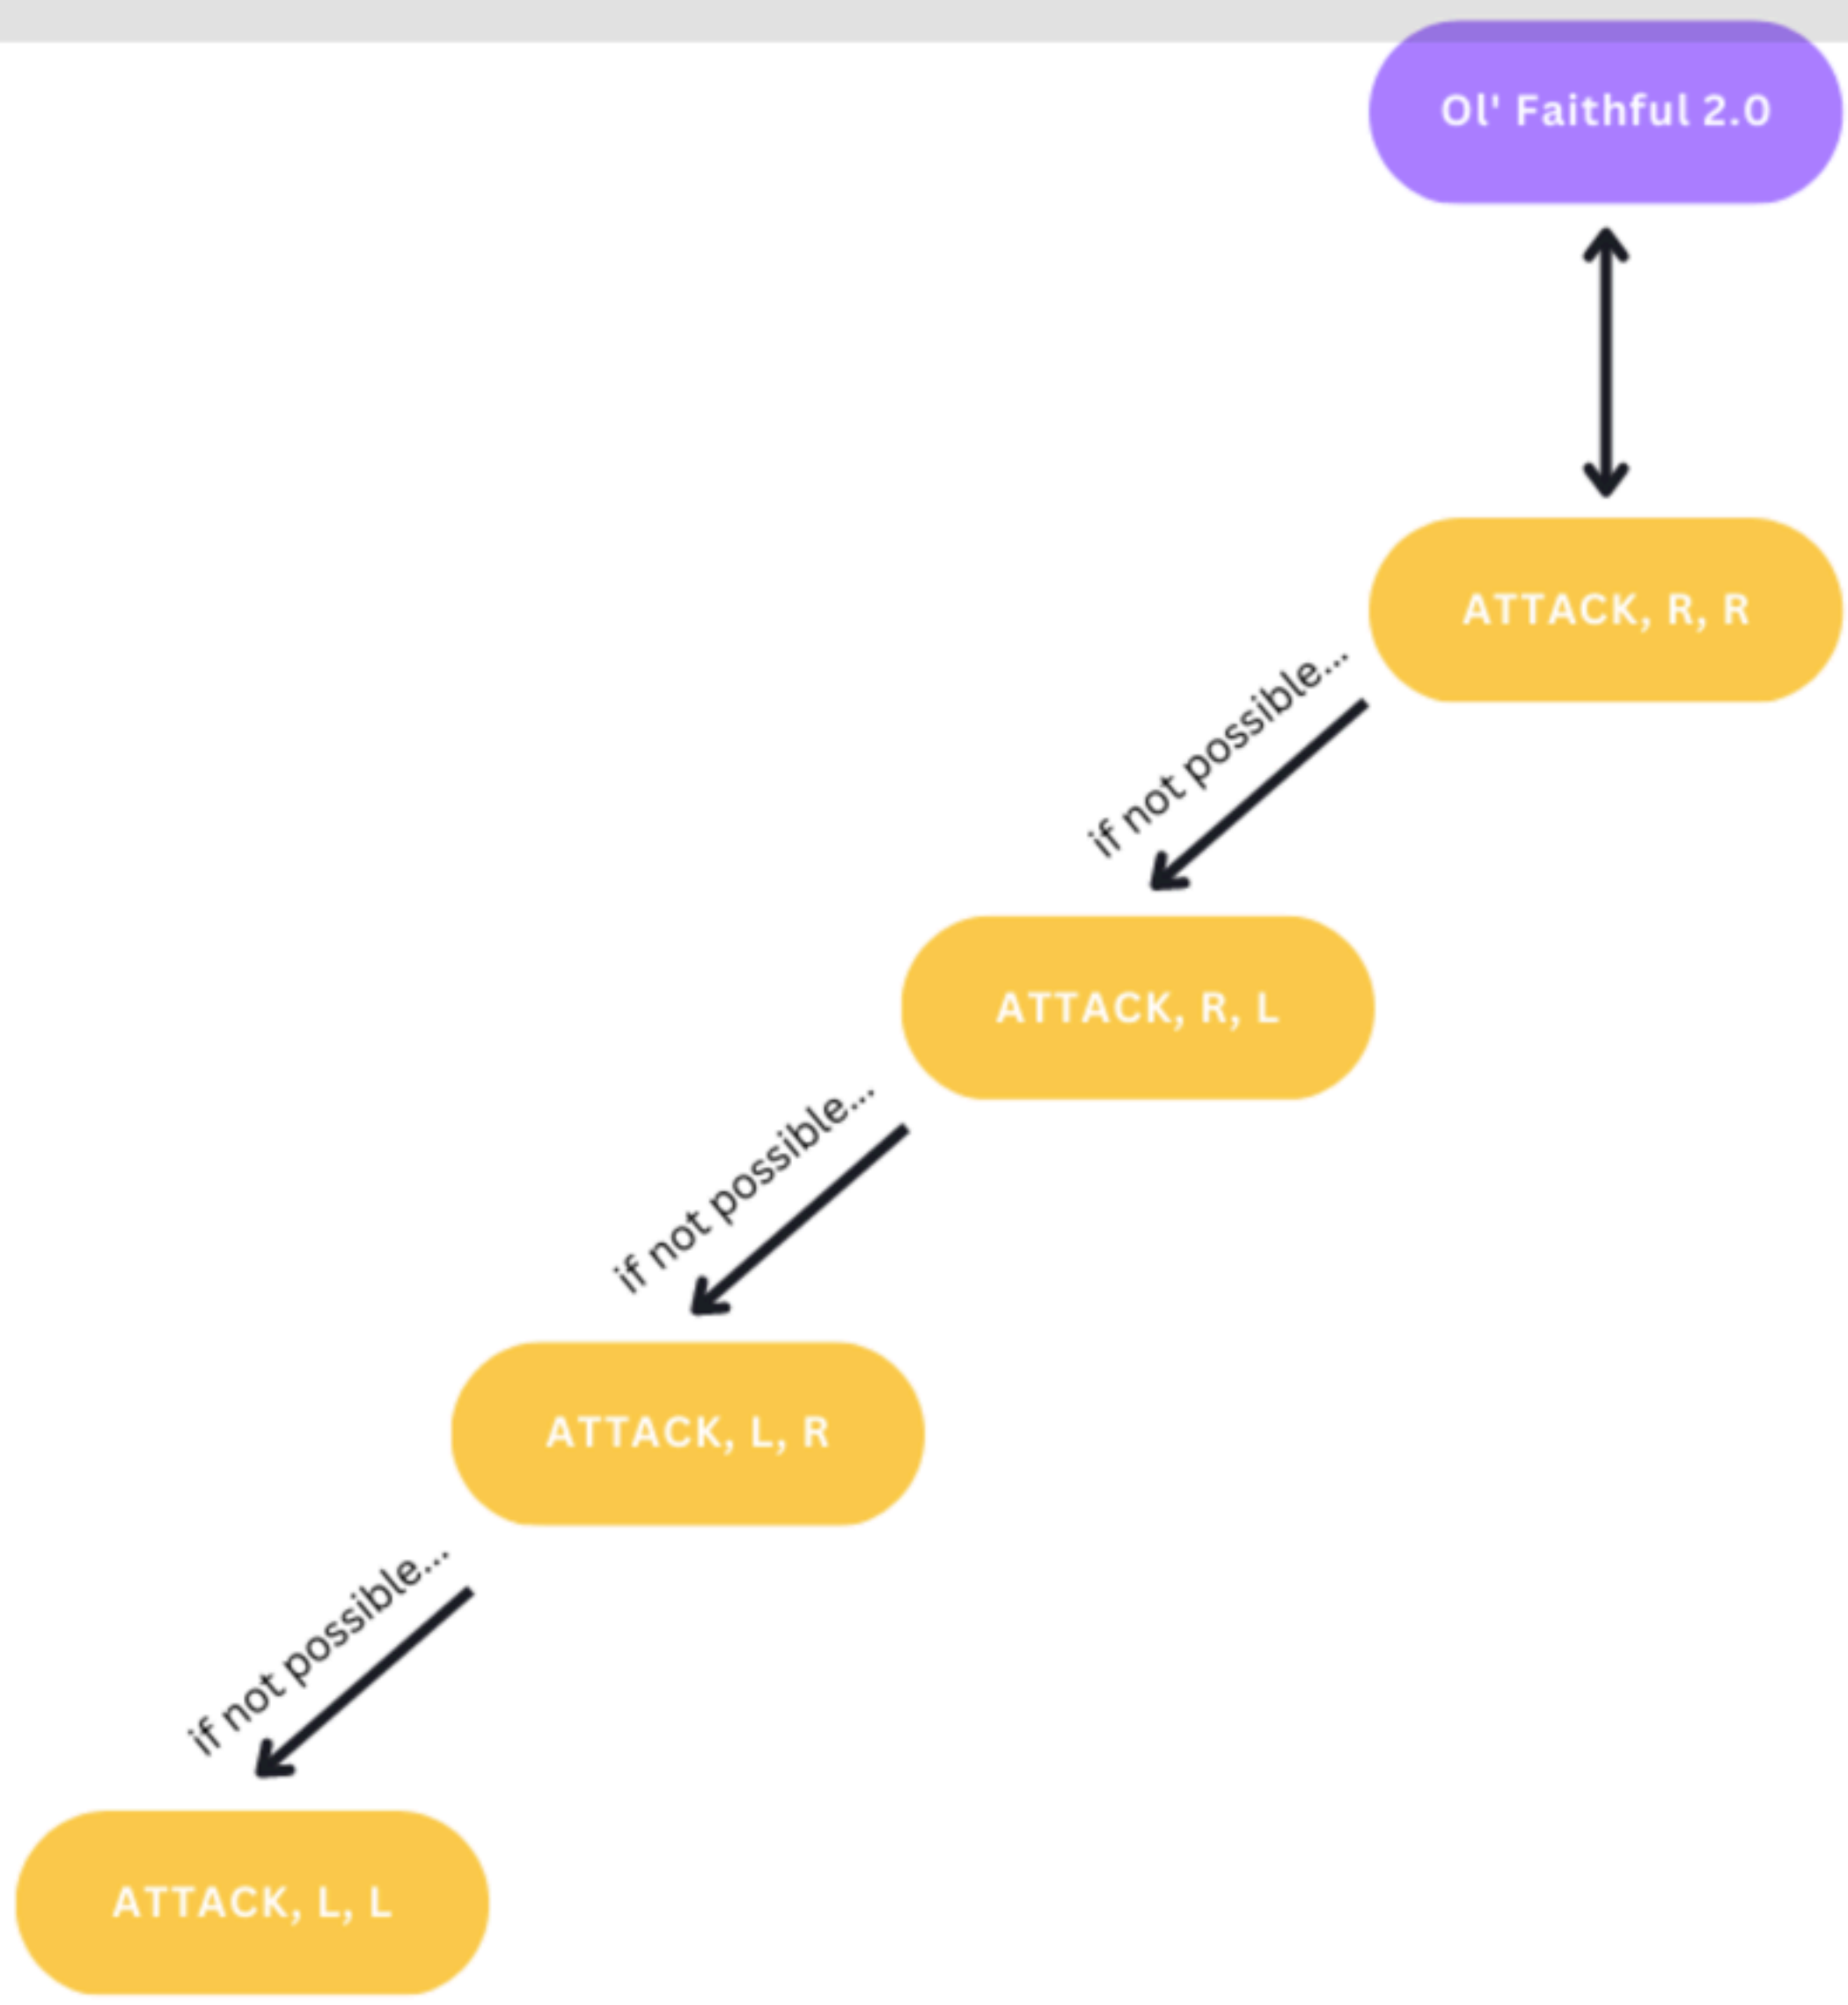 Ol' Faithful 2.0
ATTACK, R, R
if not possible...
ATTACK, R, L
if not possible...
ATTACK, L, R
if not possible...
ATTACK, L, L